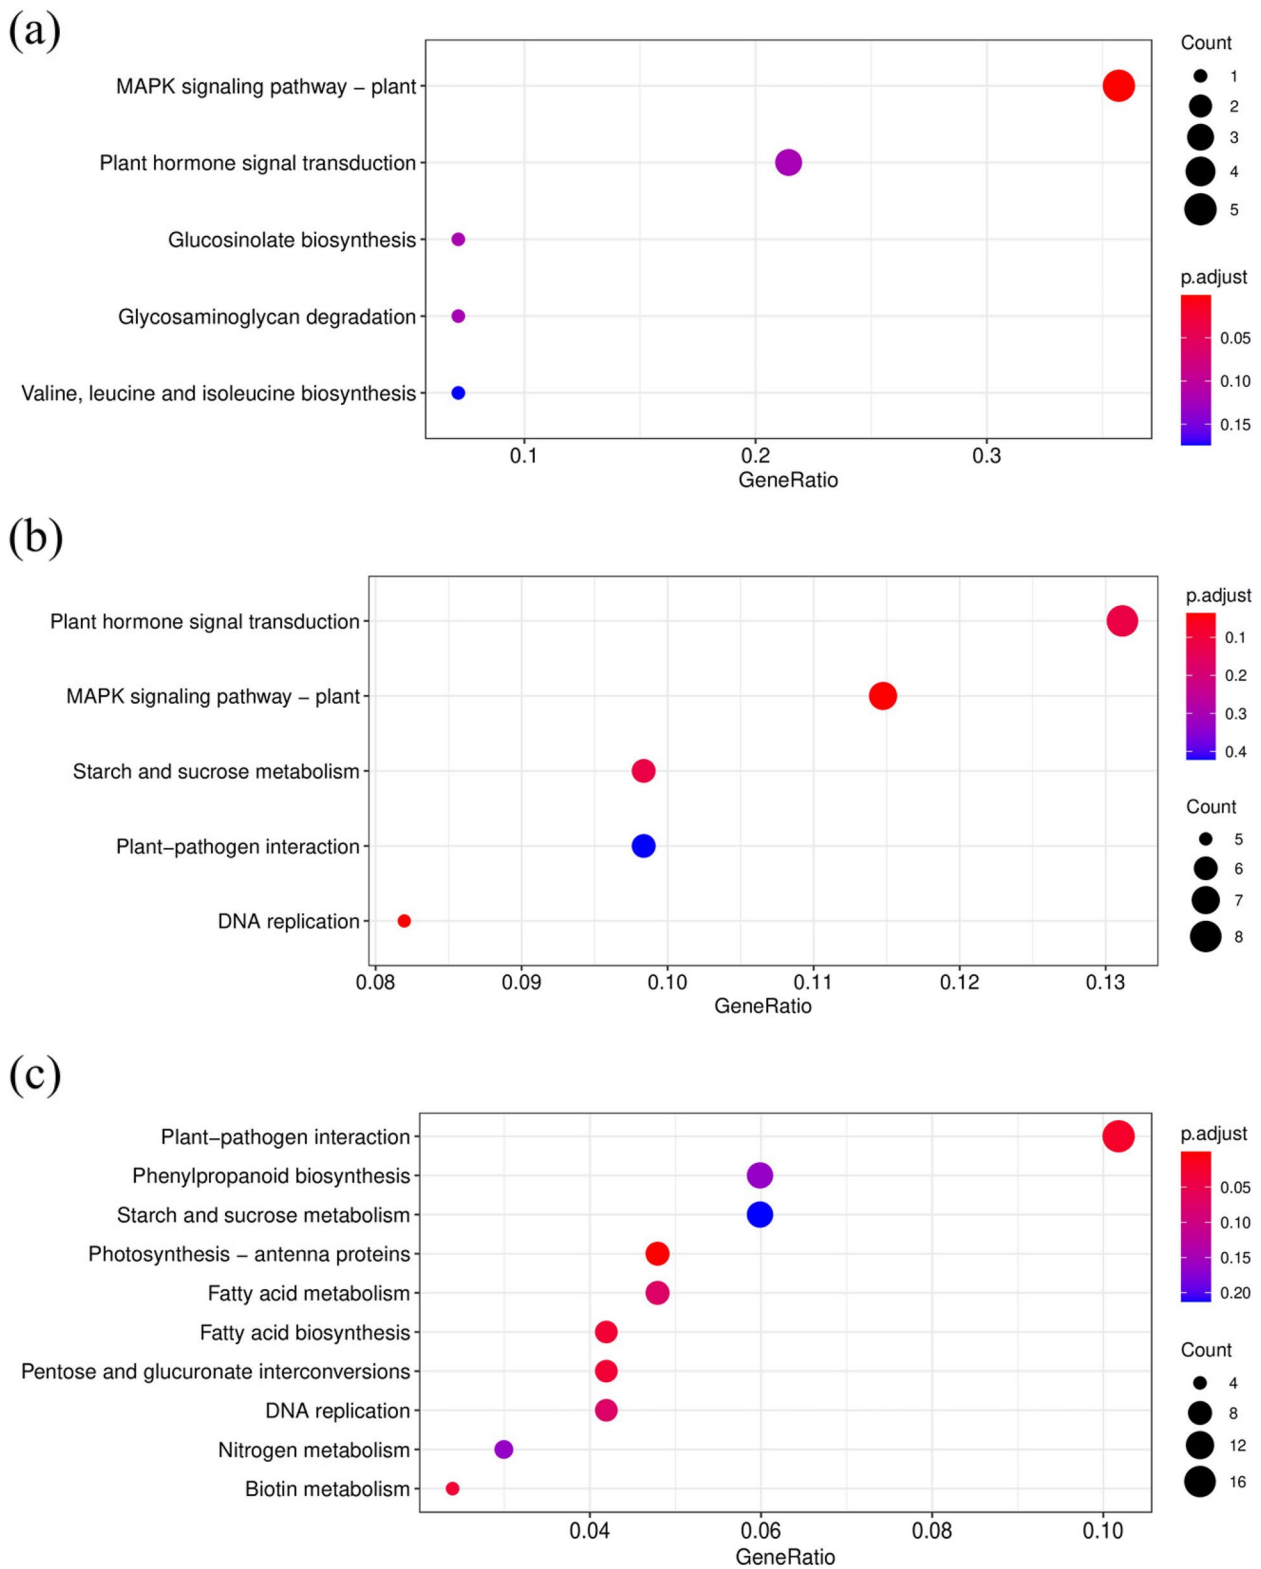 (a)
MAPK signaling pathway − plant
Plant hormone signal transduction
Glucosinolate biosynthesis
Glycosaminoglycan degradation
Valine, leucine and isoleucine biosynthesis
0.1 0.2 0.3
GeneRatio
Count
1
2
3
4
5
p.adjust
0.05
0.10
0.15
(b)
Plant hormone signal transduction
MAPK signaling pathway − plant
Starch and sucrose metabolism
Plant−pathogen interaction
DNA replication
0.08 0.09 0.10 0.11 0.12 0.13
GeneRatio
p.adjust
0.1
0.2
0.3
0.4
Count
5
6
7
8
(c)
Plant−pathogen interaction
Phenylpropanoid biosynthesis
Starch and sucrose metabolism
Photosynthesis − antenna proteins
Fatty acid metabolism
Fatty acid biosynthesis
Pentose and glucuronate interconversions
DNA replication
Nitrogen metabolism
Biotin metabolism
0.04 0.06 0.08 0.10
GeneRatio
p.adjust
0.05
0.10
0.15
0.20
Count
4
8
12
16